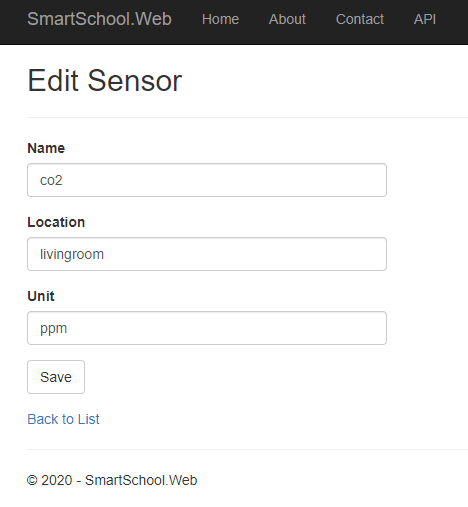 SmartSchool.Web Home About Contact API
Edit Sensor
Name
co2
Location
livingroom
Unit
ppm
Save
Back to List
© 2020 - SmartSchool.Web